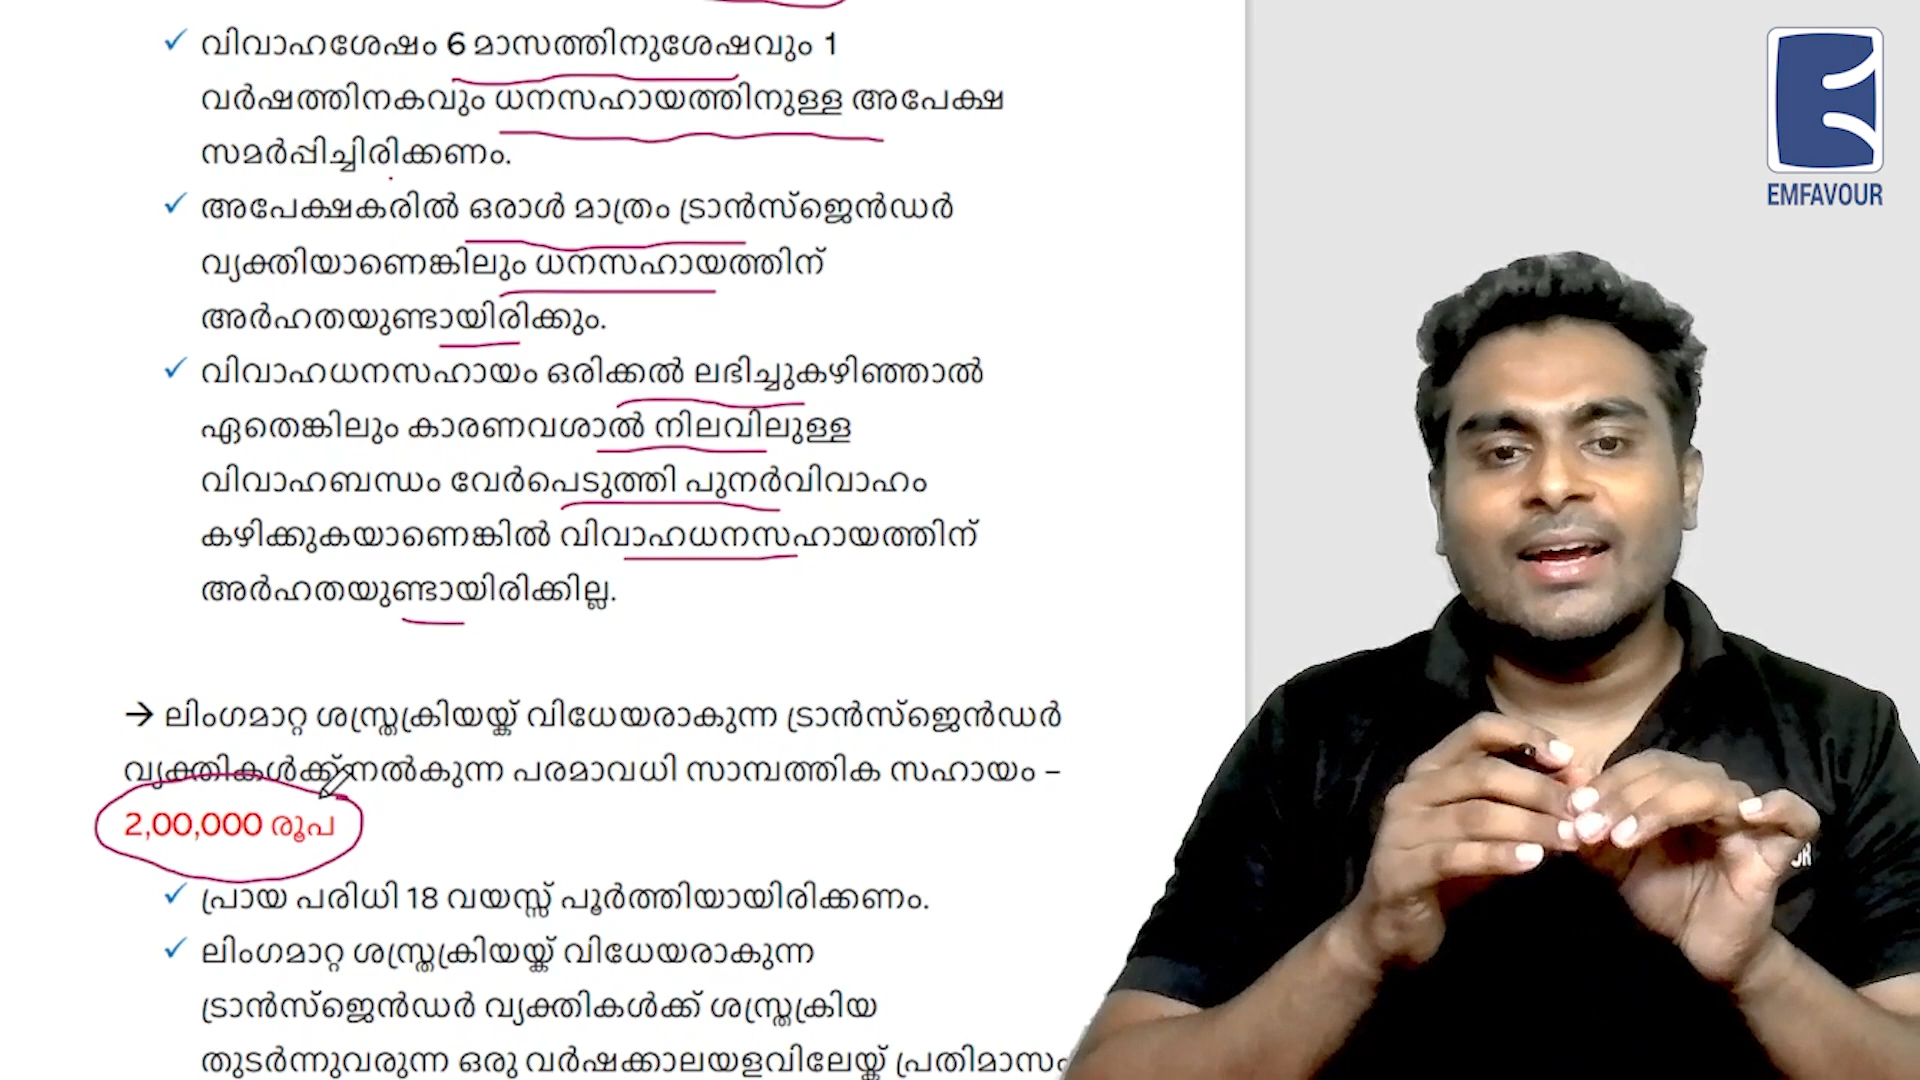 വിവാഹശേഷം 6 മാസത്തിനുശേഷവും 1
വർഷത്തിനകവും ധനസഹായത്തിനുള്ള അപേക്ഷ
സമർപ്പിച്ചിരിക്കണം.
അപേക്ഷകരിൽ ഒരാൾ മാത്രം ട്രാൻസ്ജെൻഡർ
വ്യക്തിയാണെങ്കിലും ധനസഹായത്തിന്
അർഹതയുണ്ടായിരിക്കും.
വിവാഹധനസഹായം ഒരിക്കൽ ലഭിച്ചുകഴിഞ്ഞാൽ
ഏതെങ്കിലും കാരണവശാൽ നിലവിലുള്ള
വിവാഹബന്ധം വേർപെടുത്തി പുനർവിവാഹം
കഴിക്കുകയാണെങ്കിൽ വിവാഹധനസഹായത്തിന്
അർഹതയുണ്ടായിരിക്കില്ല.
→ ലിംഗമാറ്റ ശസ്ത്രക്രിയയ്ക്ക് വിധേയരാകുന്ന ട്രാൻസ്ജെൻഡർ
വ്യക്തികൾക്ക് നൽകുന്ന പരമാവധി സാമ്പത്തിക സഹായം –
2,00,000 രൂപ
പ്രായ പരിധി 18 വയസ്സ് പൂർത്തിയായിരിക്കണം.
ലിംഗമാറ്റ ശസ്ത്രക്രിയയ്ക്ക് വിധേയരാകുന്ന
ട്രാൻസ്ജെൻഡർ വ്യക്തികൾക്ക് ശസ്ത്രക്രിയ
തുടർന്നുവരുന്ന ഒരു വർഷക്കാലയളവിലേയ്ക്ക് പ്രതിമാസം
EMFAVOUR